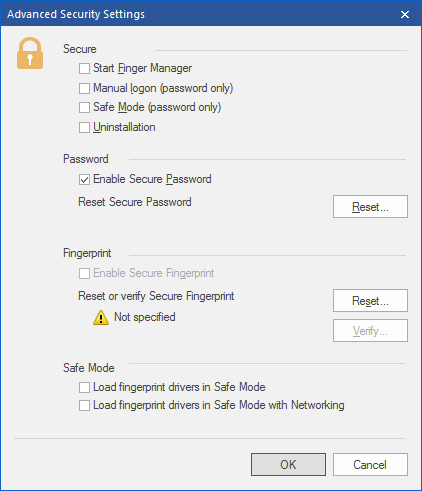 Advanced Security Settings
Secure
Start Finger Manager
Manual logon (password only)
Safe Mode (password only)
Uninstallation
Password
Enable Secure Password
Reset Secure Password
Reset...
Fingerprint
Enable Secure Fingerprint
Reset or verify Secure Fingerprint
Reset...
Not specified
Verify...
Safe Mode
Load fingerprint drivers in Safe Mode
Load fingerprint drivers in Safe Mode with Networking
OK
Cancel